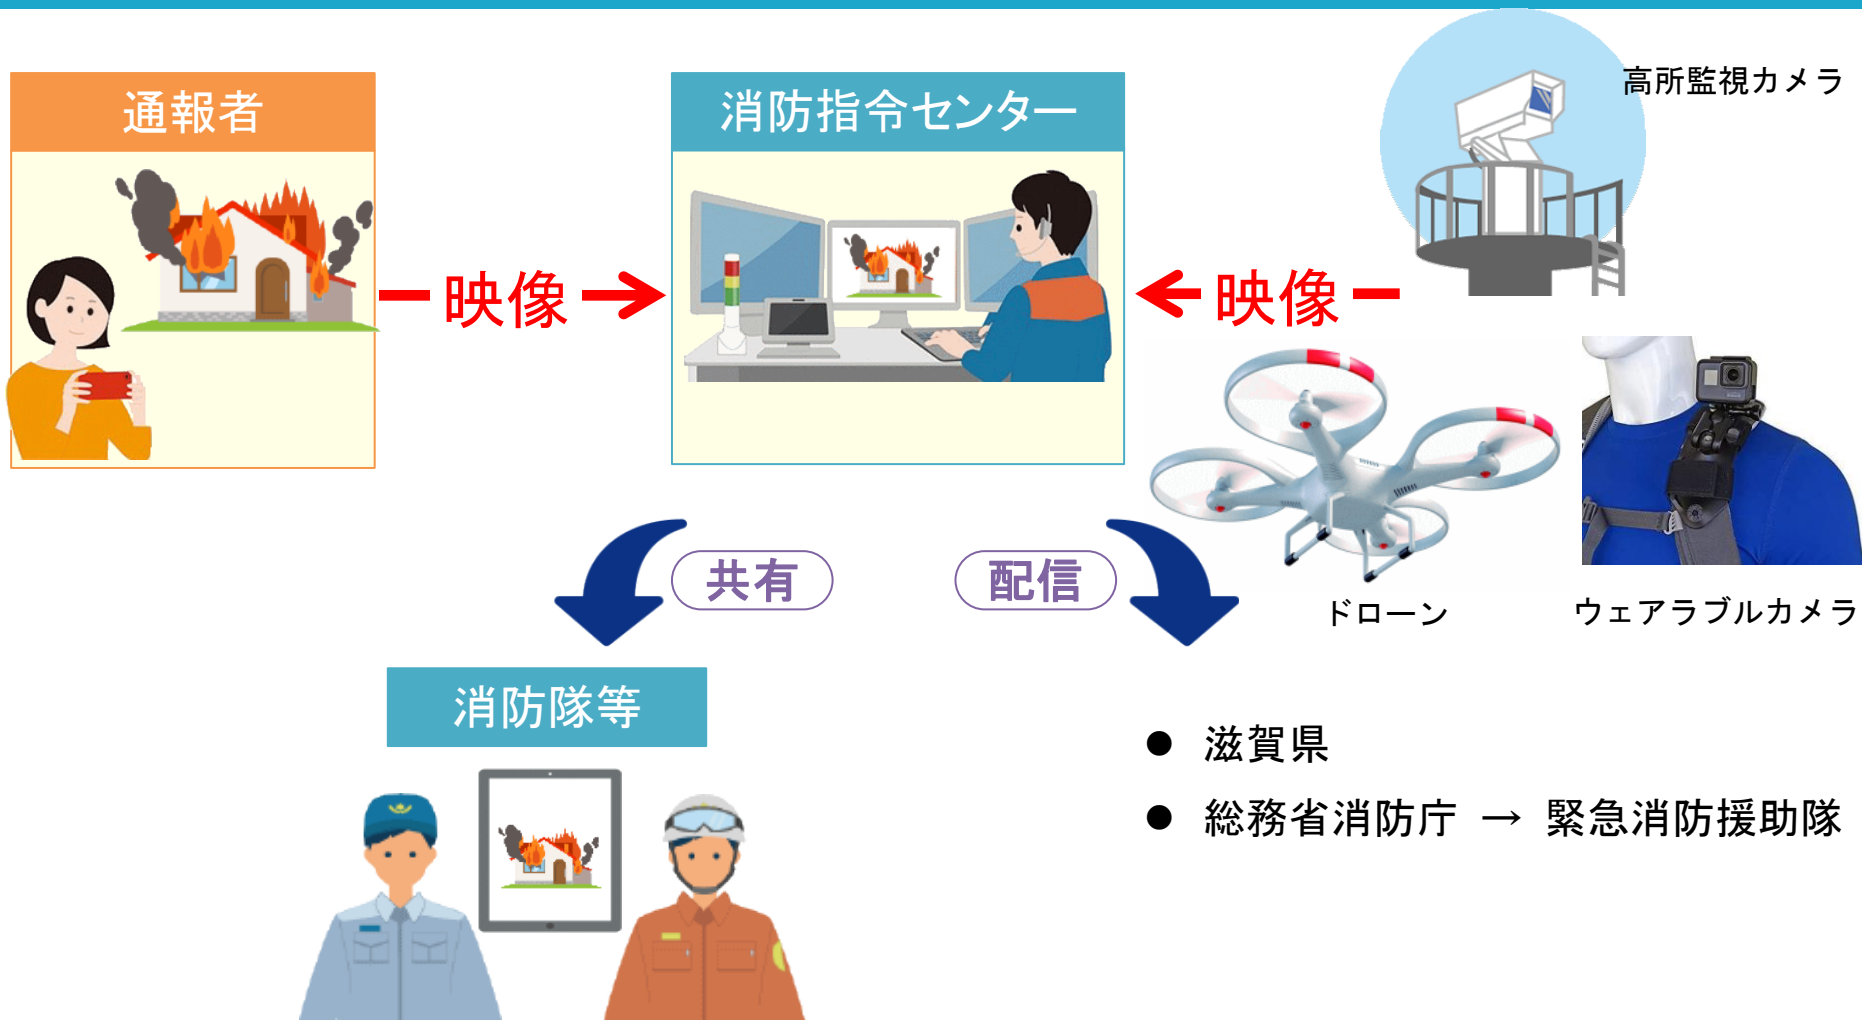 通報者
消防指令センター
高所監視カメラ
映像
映像
共有
配信
ドローン
ウェアラブルカメラ
消防隊等
● 滋賀県
● 総務省消防庁 → 緊急消防援助隊